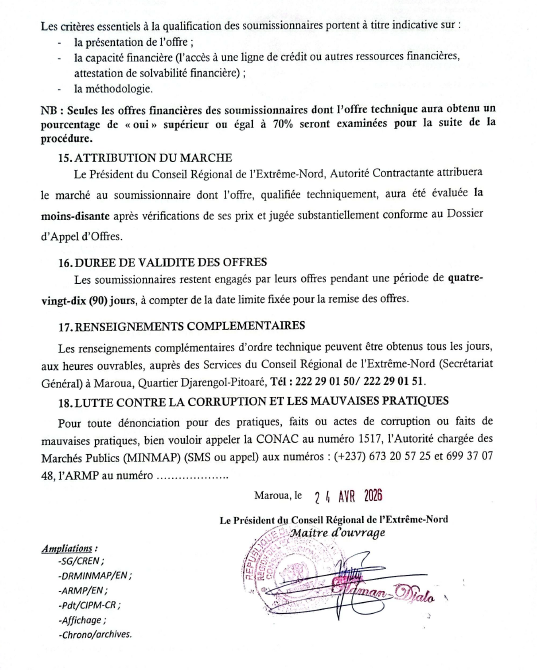 Les critères essentiels à la qualification des soumissionnaires portent à titre indicatif sur :
- la présentation de l'offre ;
- la capacité financière (l'accès à une ligne de crédit ou autres ressources financières,
attestation de solvabilité financière) ;
- la méthodologie.
NB : Seules les offres financières des soumissionnaires dont l'offre technique aura obtenu un
pourcentage de « oui » supérieur ou égal à 70% seront examinées pour la suite de la
procédure.
15. ATTRIBUTION DU MARCHE
Le Président du Conseil Régional de l'Extrême-Nord, Autorité Contractante attribuera
le marché au soumissionnaire dont l'offre, qualifiée techniquement, aura été évaluée la
moins-disante après vérifications de ses prix et jugée substantiellement conforme au Dossier
d'Appel d'Offres.
16. DUREE DE VALIDITE DES OFFRES
Les soumissionnaires restent engagés par leurs offres pendant une période de quatre-
vingt-dix (90) jours, à compter de la date limite fixée pour la remise des offres.
17. RENSEIGNEMENTS COMPLEMENTAIRES
Les renseignements complémentaires d'ordre technique peuvent être obtenus tous les jours,
aux heures ouvrables, auprès des Services du Conseil Régional de l'Extrême-Nord (Secrétariat
Général) à Maroua, Quartier Djarengol-Pitoaré, Tél : 222 29 01 50/ 222 29 01 51.
18. LUTTE CONTRE LA CORRUPTION ET LES MAUVAISES PRATIQUES
Pour toute dénonciation pour des pratiques, faits ou actes de corruption ou faits de
mauvaises pratiques, bien vouloir appeler la CONAC au numéro 1517, l'Autorité chargée des
Marchés Publics (MINMAP) (SMS ou appel) aux numéros : (+237) 673 20 57 25 et 699 37 07
48, l'ARMP au numéro ………………..
Maroua, le 24 AVR 2026
Le Président du Conseil Régional de l'Extrême-Nord
Maitre d'ouvrage
Ampliations :
-SG/CREN ;
-DRMINMAP/EN ;
-ARMP/EN ;
-Pdt/CIPM-CR ;
-Affichage ;
-Chrono/archives.